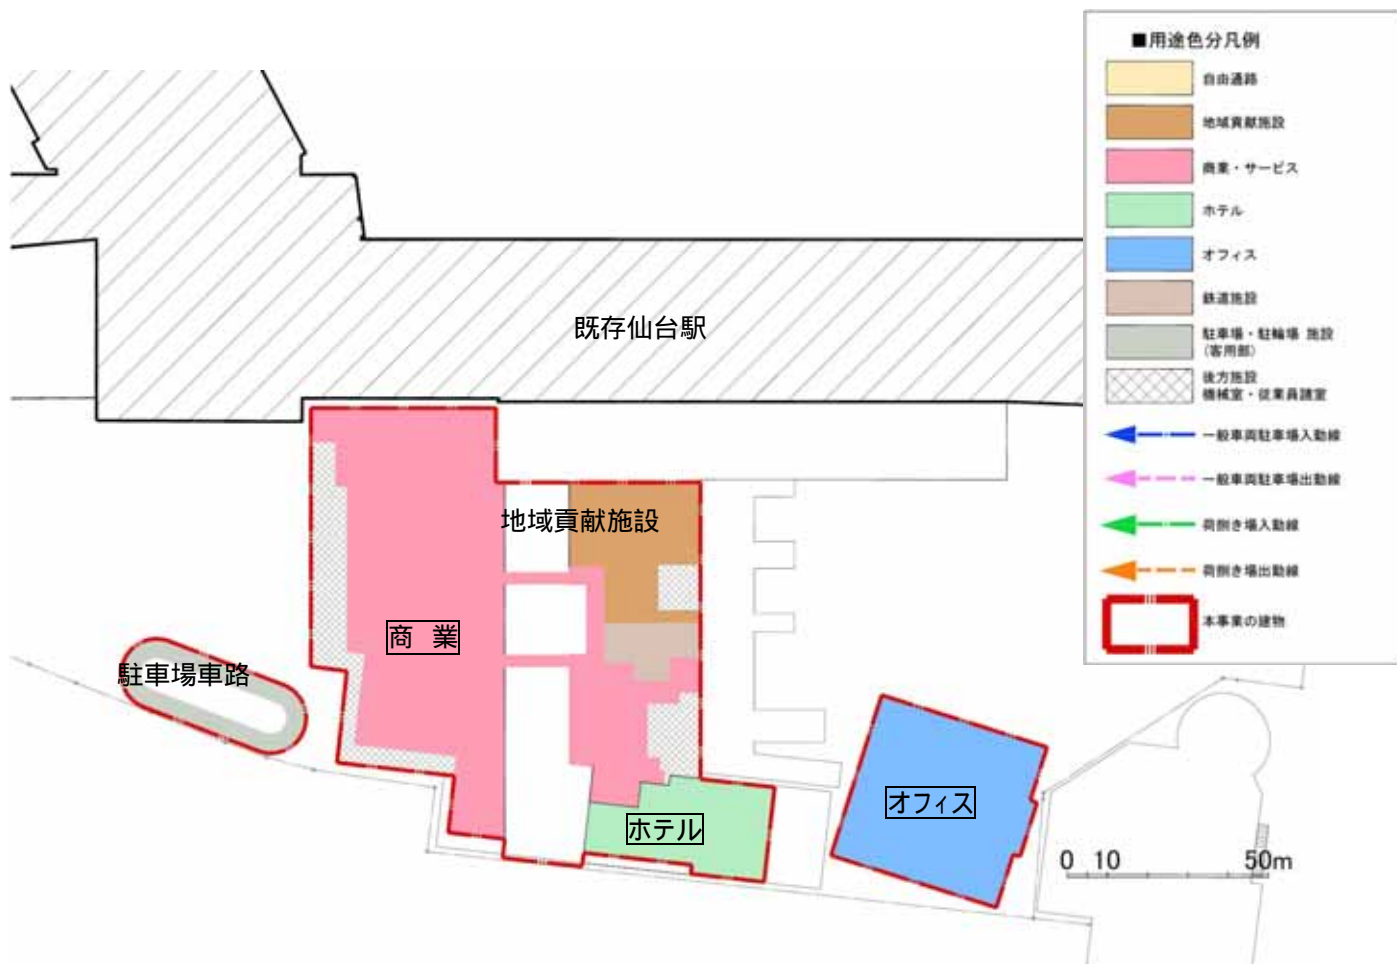 ■用途色分凡例
自由通路
地域貢献施設
商業・サービス
ホテル
オフィス
鉄道施設
駐車場・駐輪場 施設
(客用部)
後方施設
機械室・従業員諸室
一般車両駐車場入動線
一般車両駐車場出動線
荷捌き場入動線
荷捌き場出動線
本事業の建物
既存仙台駅
地域貢献施設
商 業
駐車場車路
オフィス
ホテル
0 10 50m